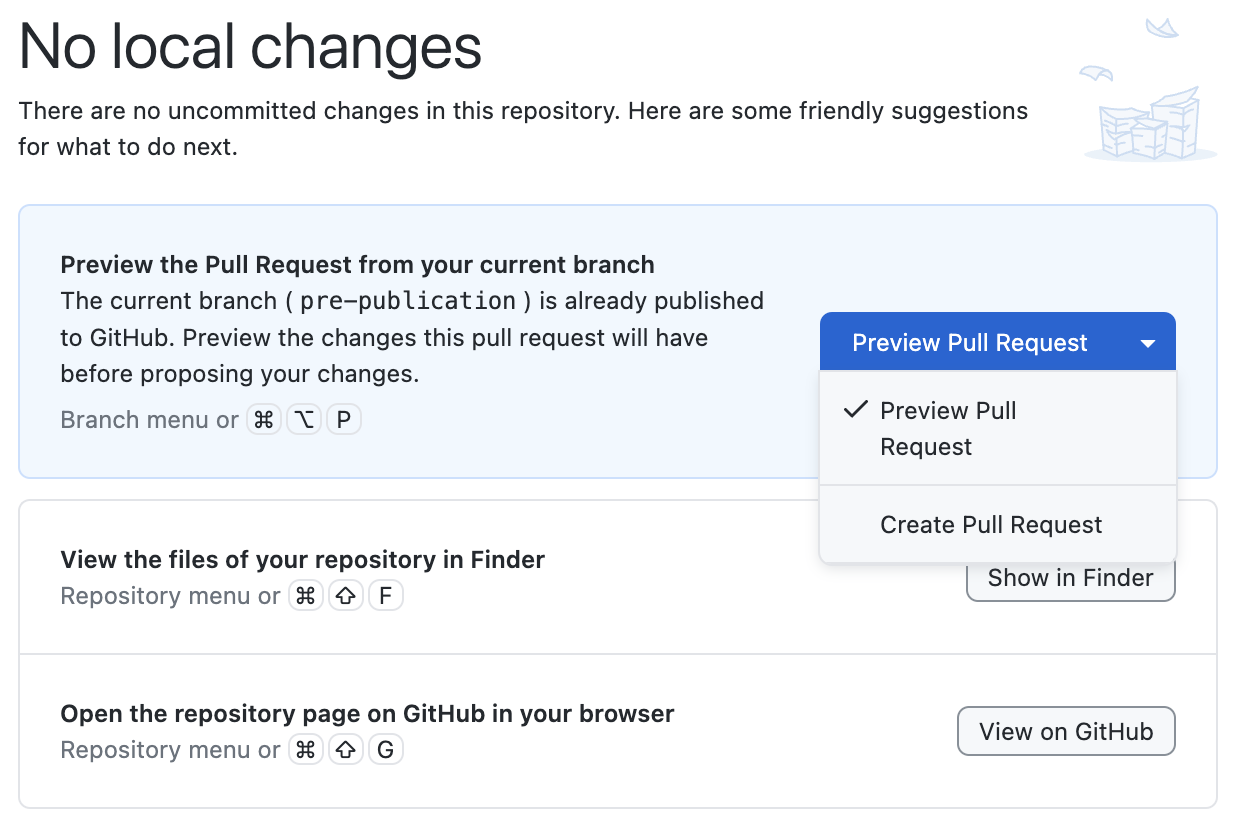 No local changes
There are no uncommitted changes in this repository. Here are some friendly suggestions
for what to do next.
Preview the Pull Request from your current branch
The current branch ( pre-publication ) is already published
to GitHub. Preview the changes this pull request will have
before proposing your changes.
Branch menu or ⌘ ⌥ P
Preview Pull Request
Preview Pull
Request
Create Pull Request
View the files of your repository in Finder
Repository menu or ⌘ ⇧ F
Show in Finder
Open the repository page on GitHub in your browser
Repository menu or ⌘ ⇧ G
View on GitHub